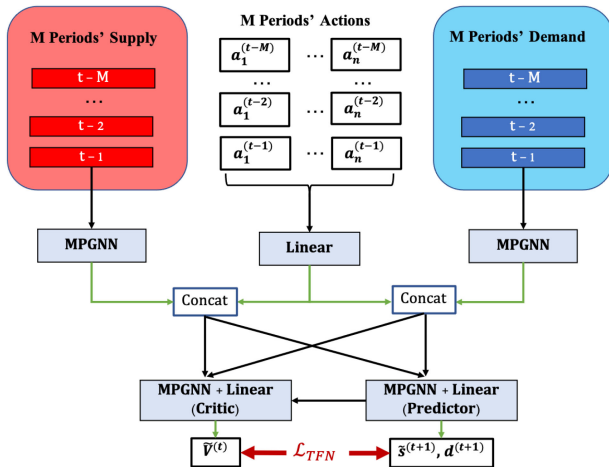 M Periods' Supply
t – M
...
t – 2
t – 1
M Periods' Actions
a₁^(t−M) ... aₙ^(t−M)
... ...
a₁^(t−2) ... aₙ^(t−2)
a₁^(t−1) ... aₙ^(t−1)
M Periods' Demand
t – M
...
t – 2
t – 1
MPGNN
Linear
MPGNN
Concat
Concat
MPGNN + Linear
(Critic)
MPGNN + Linear
(Predictor)
Ṽ^(t)
ℒ_TFN
s̃^(t+1), d^(t+1)